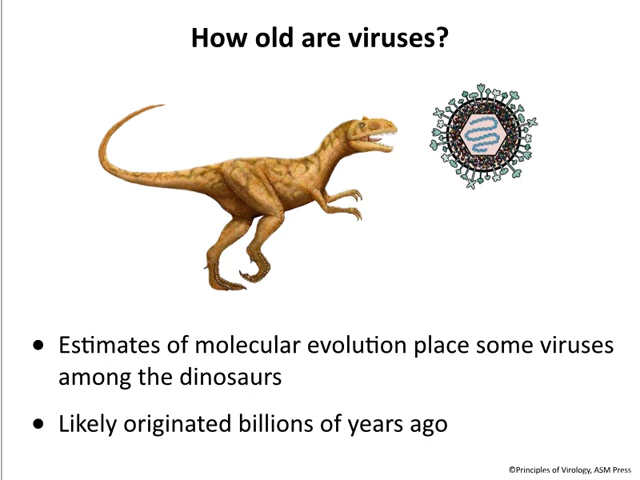 How old are viruses?
● Estimates of molecular evolution place some viruses
among the dinosaurs
● Likely originated billions of years ago
©Principles of Virology, ASM Press